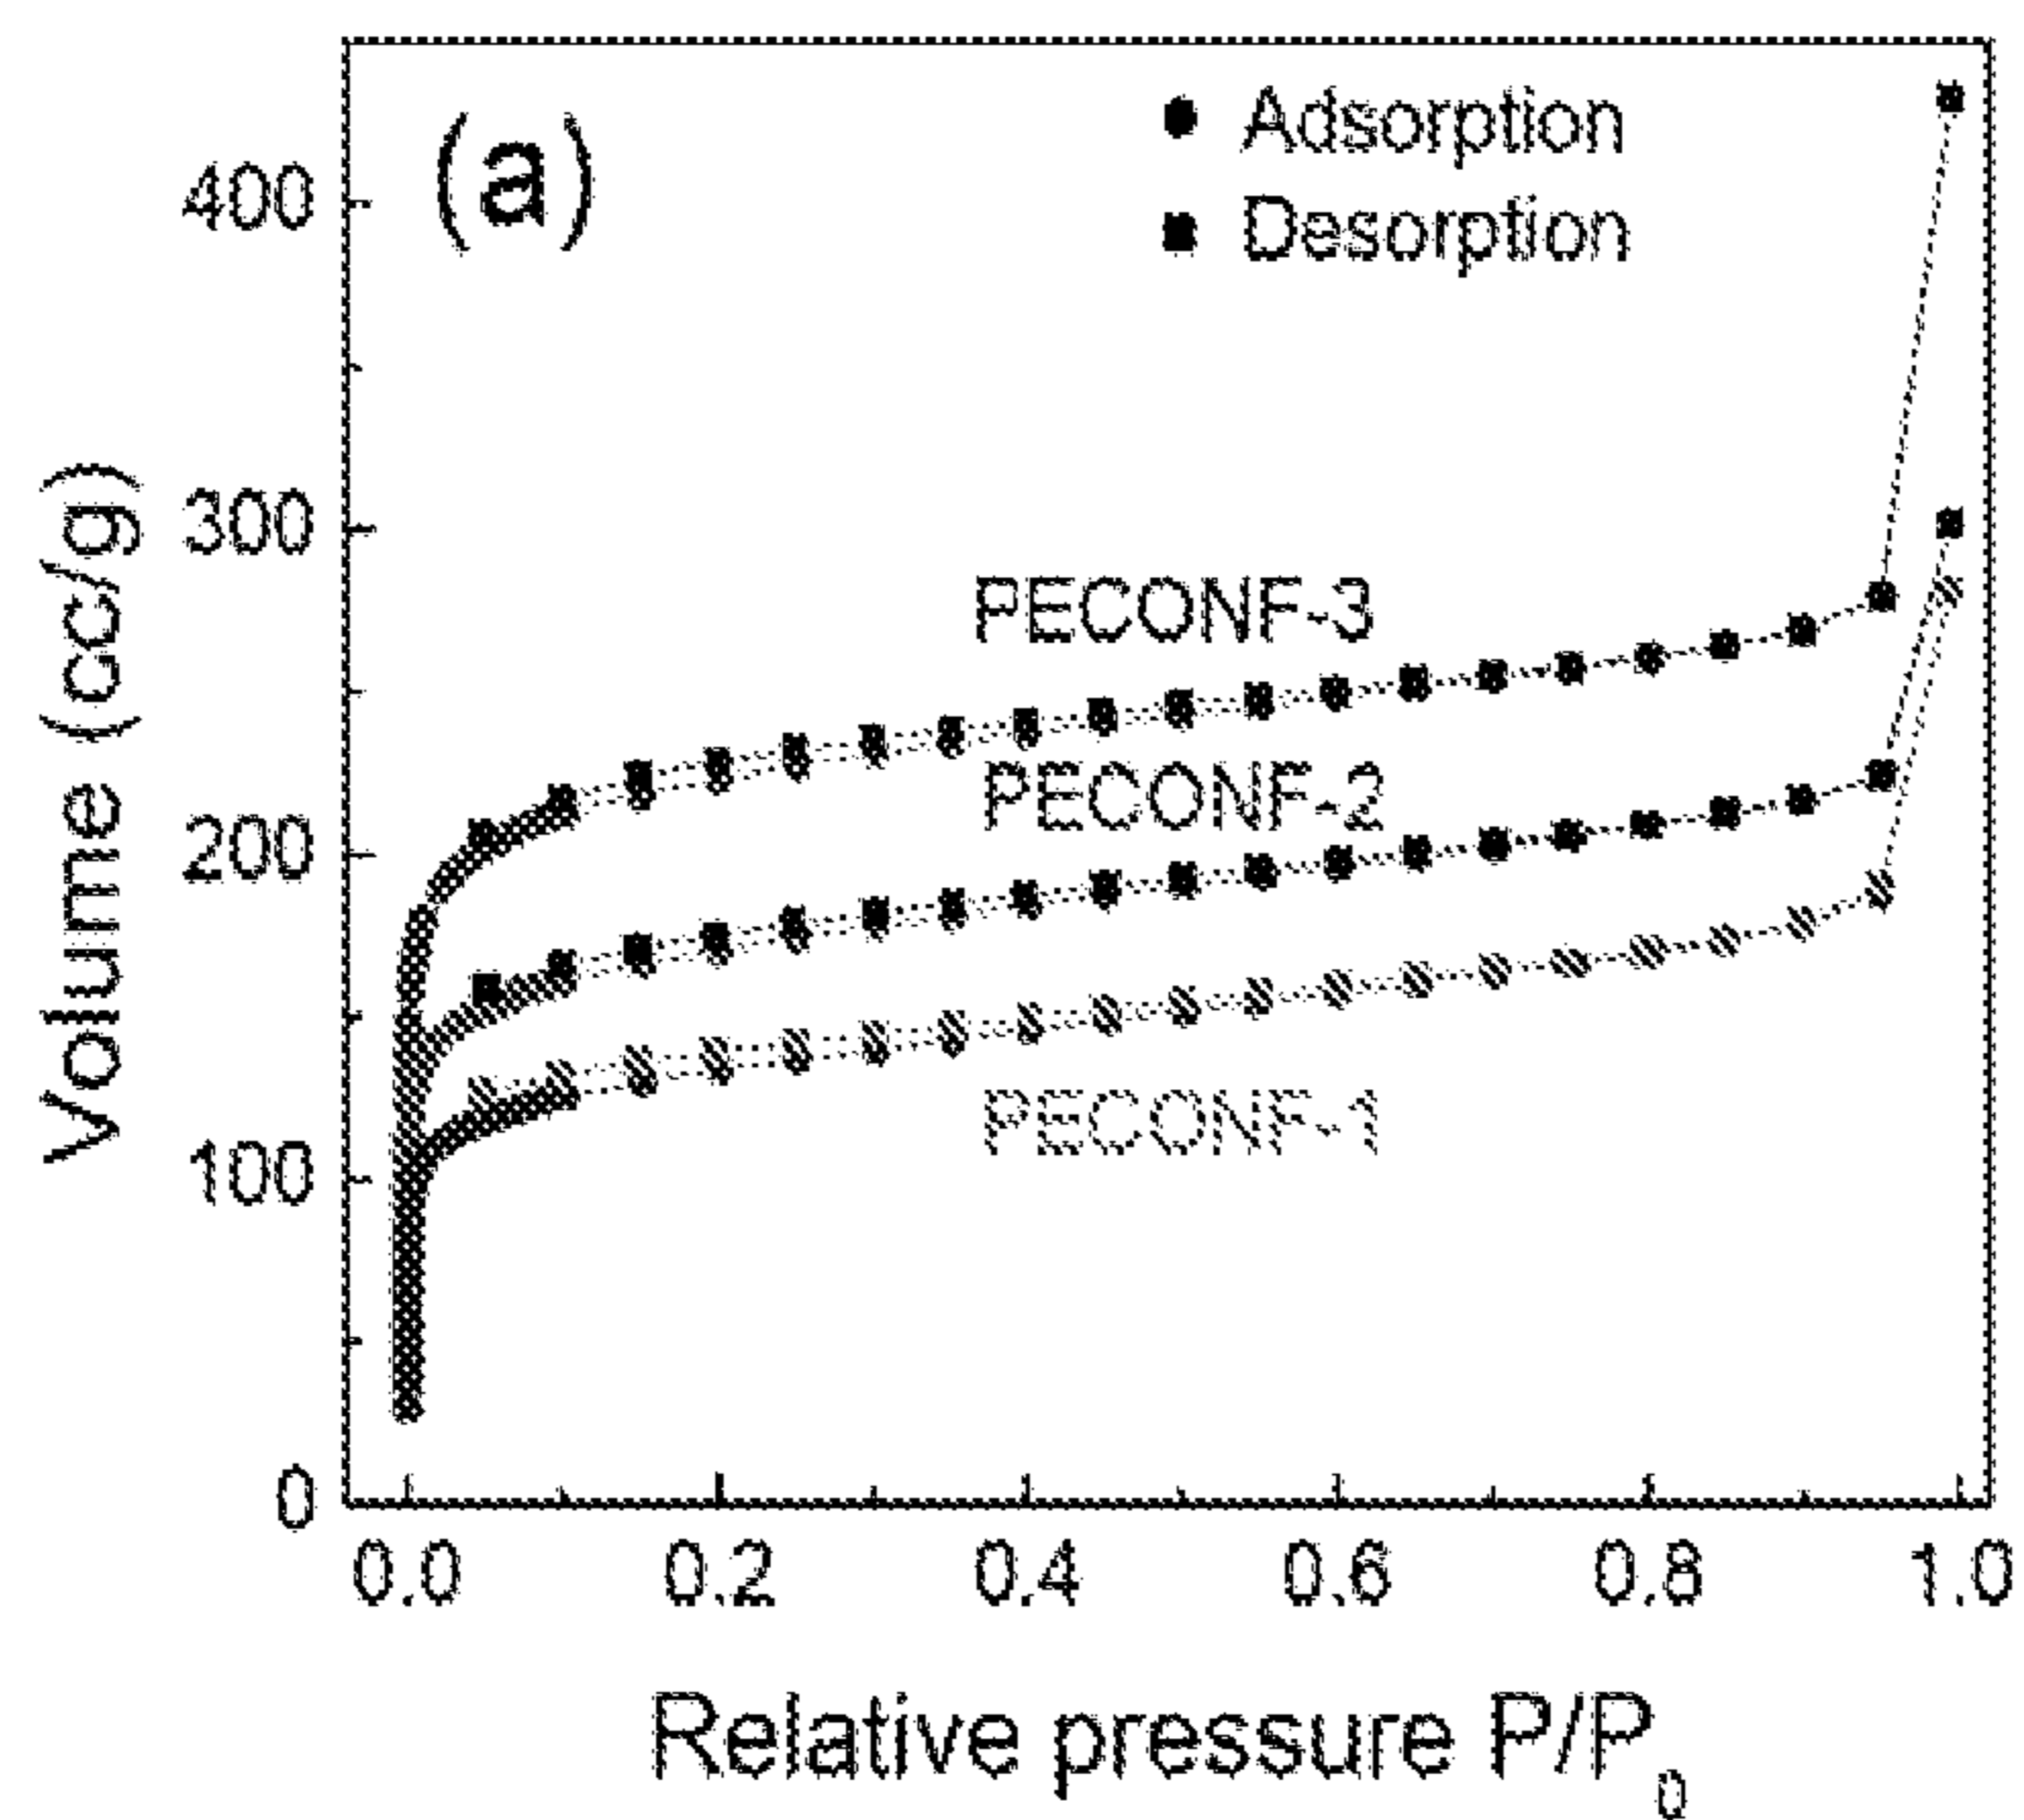 (a)
Adsorption
Desorption
400
300
200
100
0
Volume (cc/g)
PECONF-3
PECONF-2
PECONF-1
0.0 0.2 0.4 0.6 0.8 1.0
Relative pressure P/P₀